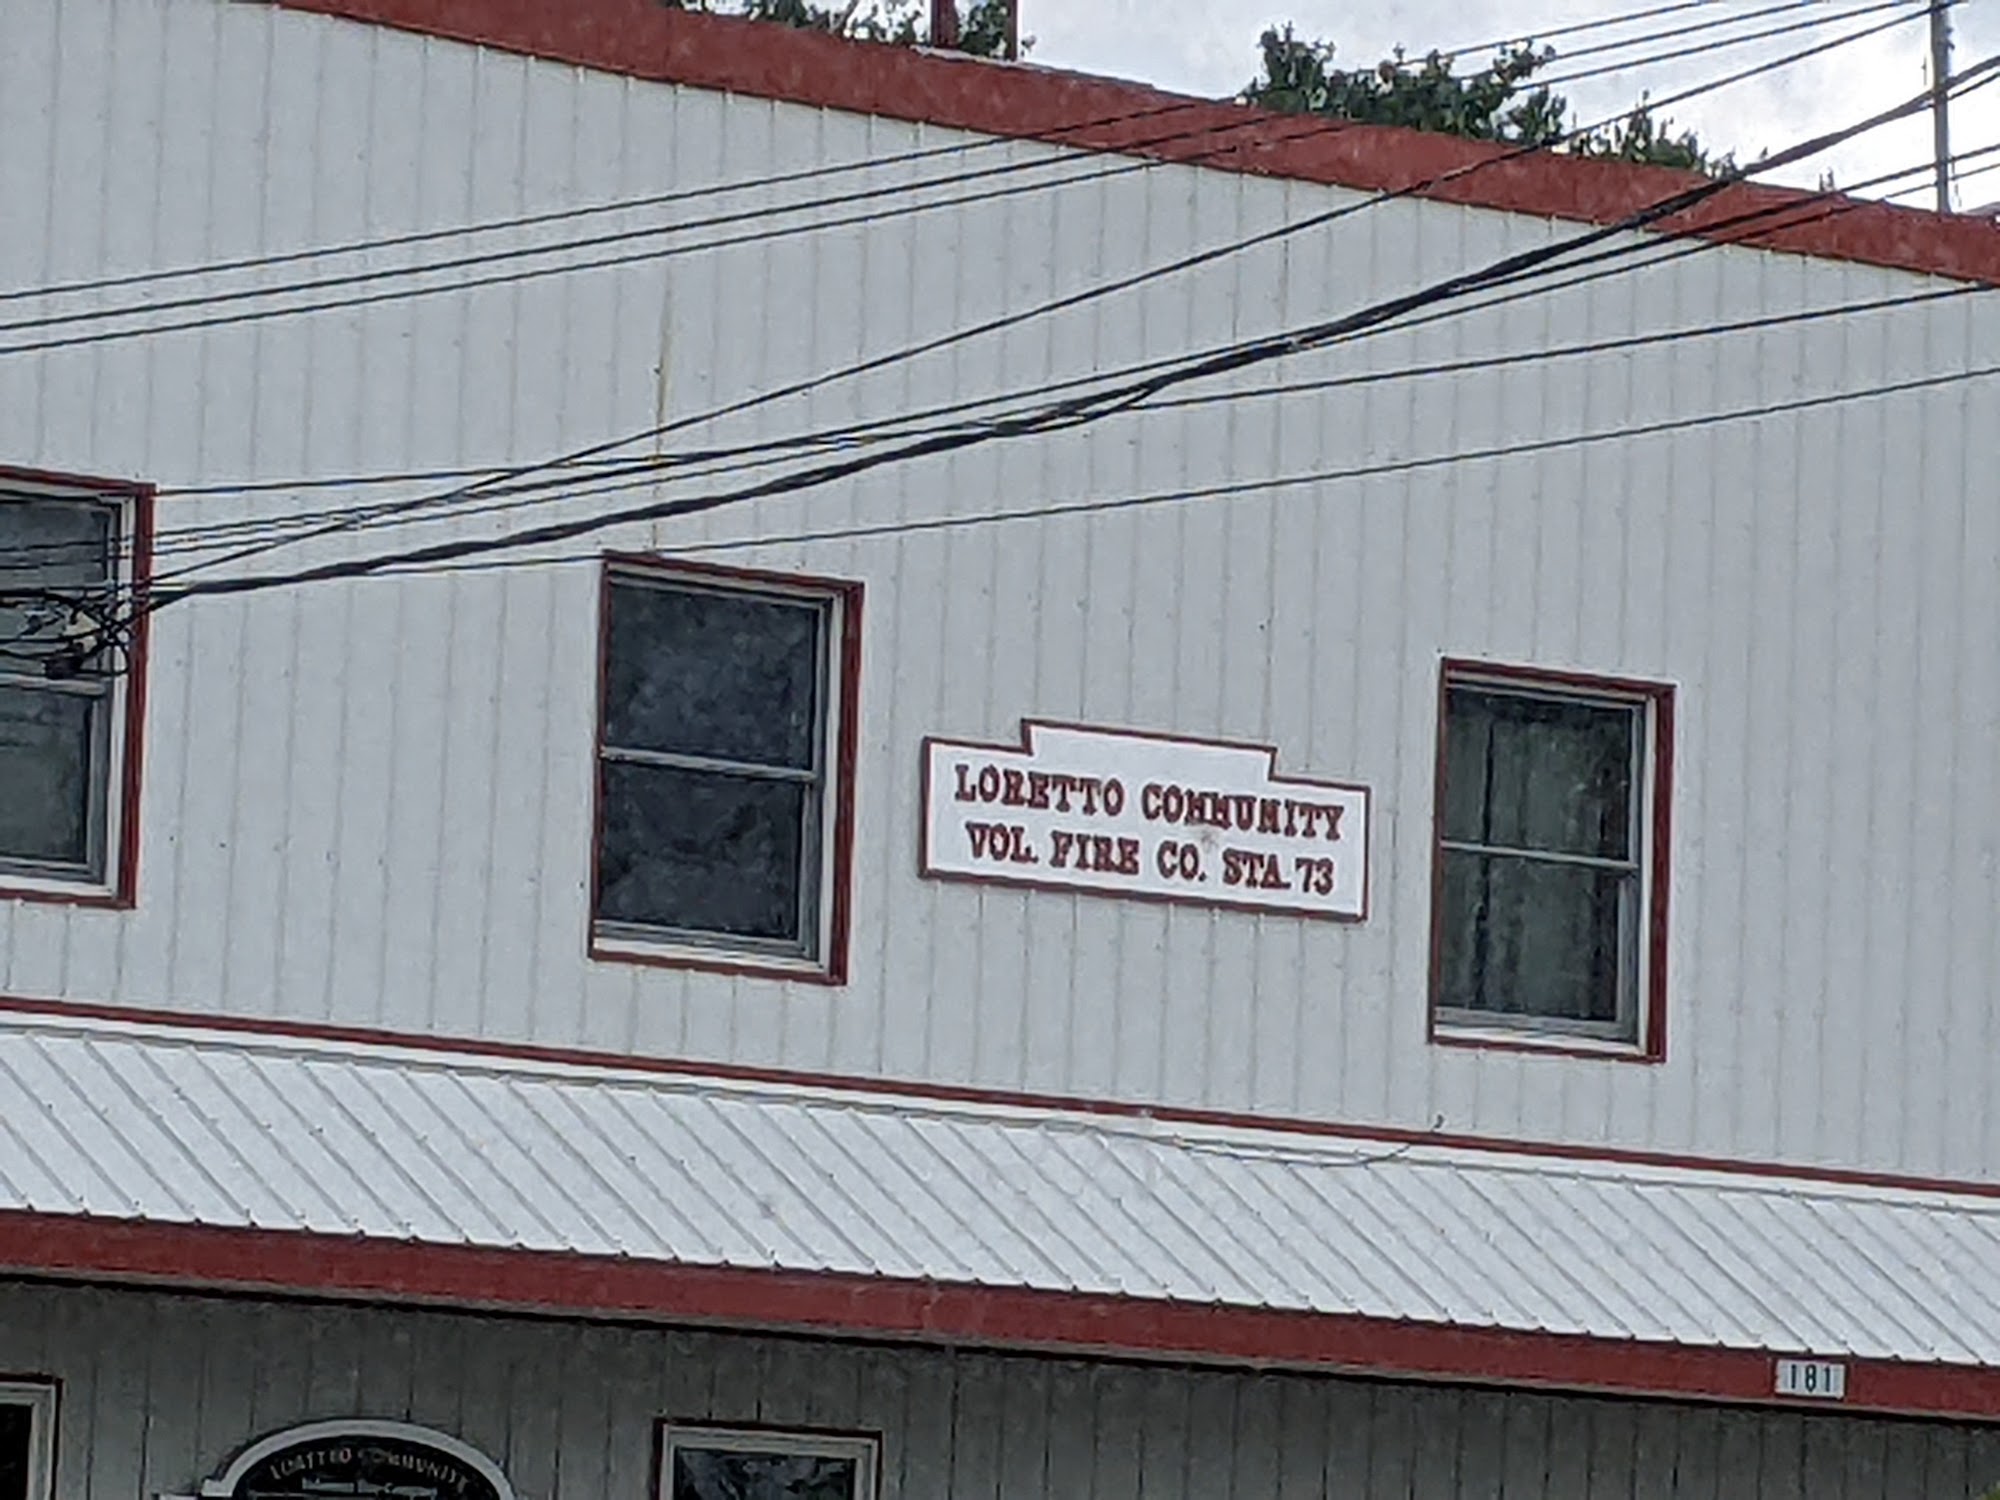 LORETTO COMMUNITY
VOL. FIRE CO. STA. 73
181
LORETTO COMMUNITY